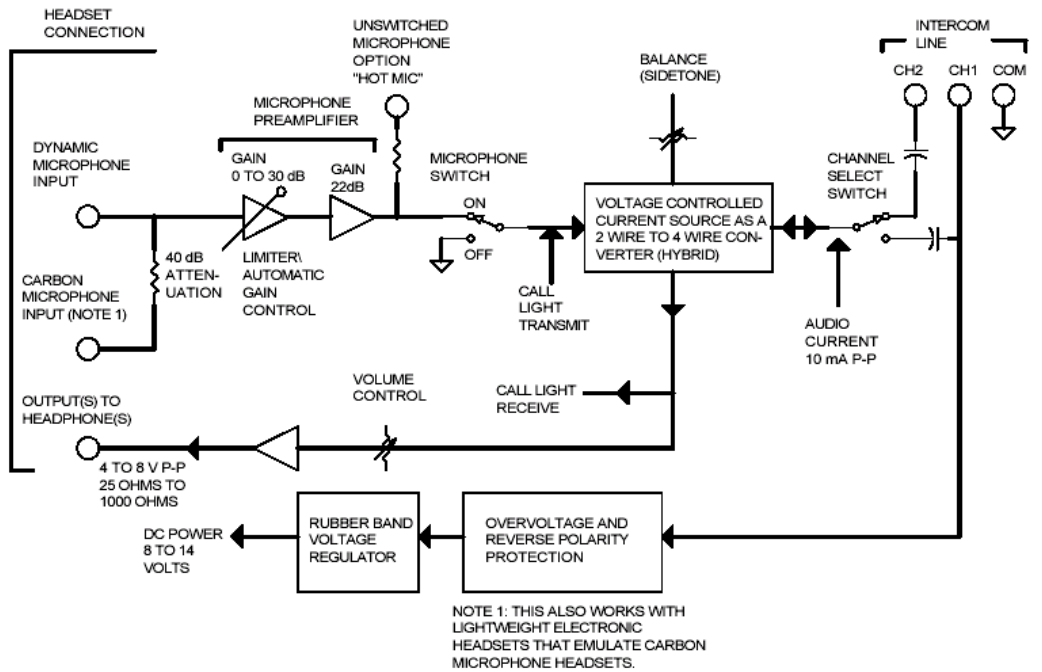 HEADSET
CONNECTION
UNSWITCHED
MICROPHONE
OPTION
"HOT MIC"
INTERCOM
LINE
BALANCE
(SIDETONE)
CH2
CH1
COM
MICROPHONE
PREAMPLIFIER
DYNAMIC
MICROPHONE
INPUT
GAIN
0 TO 30 dB
GAIN
22dB
MICROPHONE
SWITCH
CHANNEL
SELECT
SWITCH
ON
OFF
VOLTAGE CONTROLLED
CURRENT SOURCE AS A
2 WIRE TO 4 WIRE CON-
VERTER (HYBRID)
40 dB
ATTEN-
UATION
LIMITER\
AUTOMATIC
GAIN
CONTROL
CARBON
MICROPHONE
INPUT (NOTE 1)
CALL
LIGHT
TRANSMIT
AUDIO
CURRENT
10 mA P-P
VOLUME
CONTROL
CALL LIGHT
RECEIVE
OUTPUT(S) TO
HEADPHONE(S)
4 TO 8 V P-P
25 OHMS TO
1000 OHMS
DC POWER
8 TO 14
VOLTS
RUBBER BAND
VOLTAGE
REGULATOR
OVERVOLTAGE AND
REVERSE POLARITY
PROTECTION
NOTE 1: THIS ALSO WORKS WITH
LIGHTWEIGHT ELECTRONIC
HEADSETS THAT EMULATE CARBON
MICROPHONE HEADSETS.